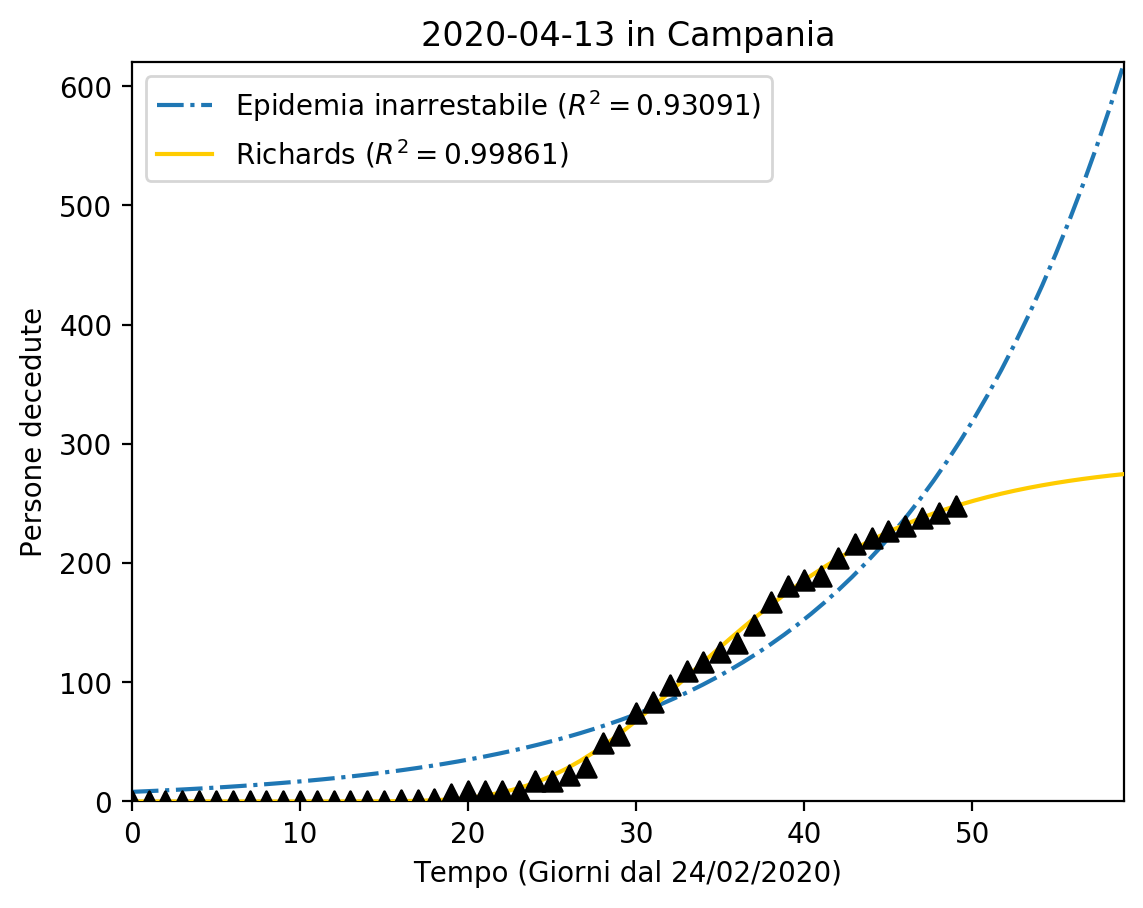 2020-04-13 in Campania
Epidemia inarrestabile (R² = 0.93091)
Richards (R² = 0.99861)
600
500
400
300
200
100
0
Persone decedute
0 10 20 30 40 50
Tempo (Giorni dal 24/02/2020)